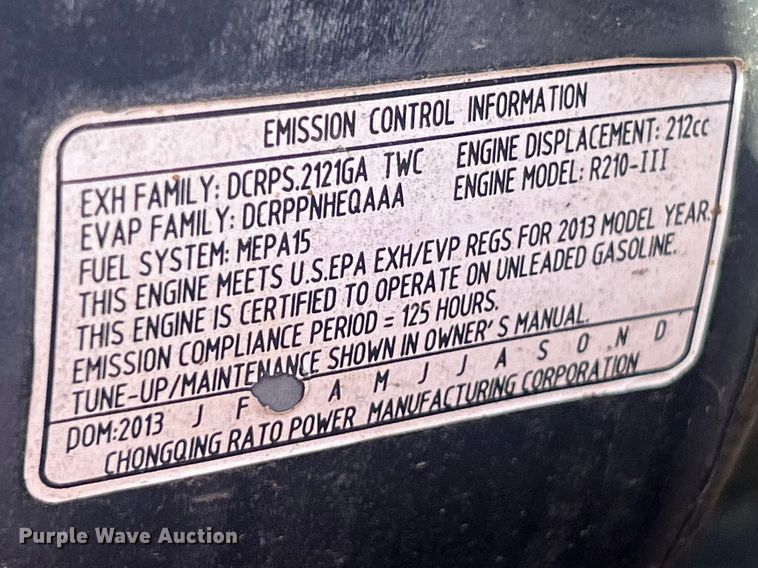 EMISSION CONTROL INFORMATION
EXH FAMILY: DCRPS.2121GA TWC ENGINE DISPLACEMENT: 212cc
EVAP FAMILY: DCRPPNHEQAAA ENGINE MODEL: R210-III
FUEL SYSTEM: MEPA15
THIS ENGINE MEETS U.S.EPA EXH/EVP REGS FOR 2013 MODEL YEAR.
THIS ENGINE IS CERTIFIED TO OPERATE ON UNLEADED GASOLINE.
EMISSION COMPLIANCE PERIOD = 125 HOURS.
TUNE-UP/MAINTENANCE SHOWN IN OWNER'S MANUAL.
DOM:2013 J F A M J J A S O N D
CHONGQING RATO POWER MANUFACTURING CORPORATION
Purple Wave Auction